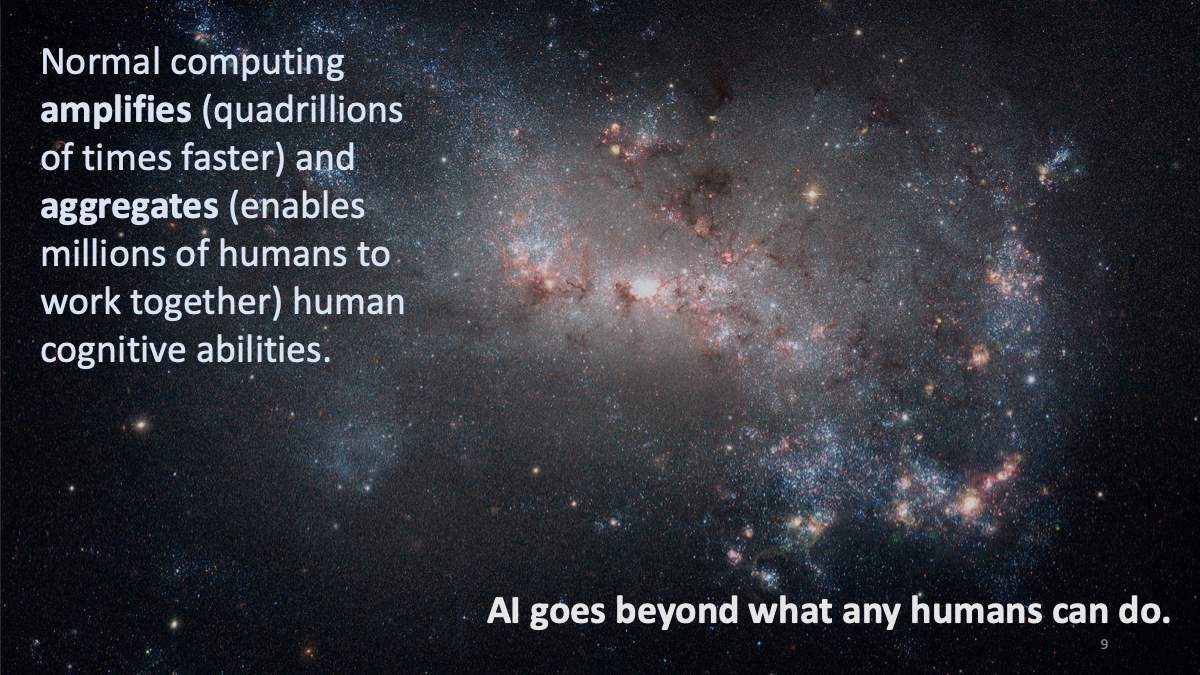 Normal computing
amplifies (quadrillions
of times faster) and
aggregates (enables
millions of humans to
work together) human
cognitive abilities.
AI goes beyond what any humans can do.
9